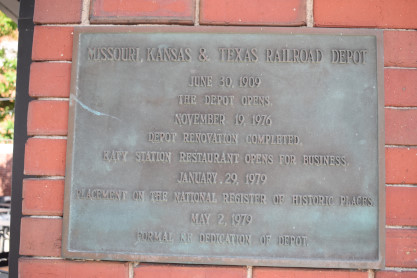 MISSOURI, KANSAS & TEXAS RAILROAD DEPOT
JUNE 30, 1909
THE DEPOT OPENS.
NOVEMBER 19, 1976
DEPOT RENOVATION COMPLETED.
KATY STATION RESTAURANT OPENS FOR BUSINESS.
JANUARY 29, 1979
PLACEMENT ON THE NATIONAL REGISTER OF HISTORIC PLACES.
MAY 2, 1979
FORMAL RE DEDICATION OF DEPOT.